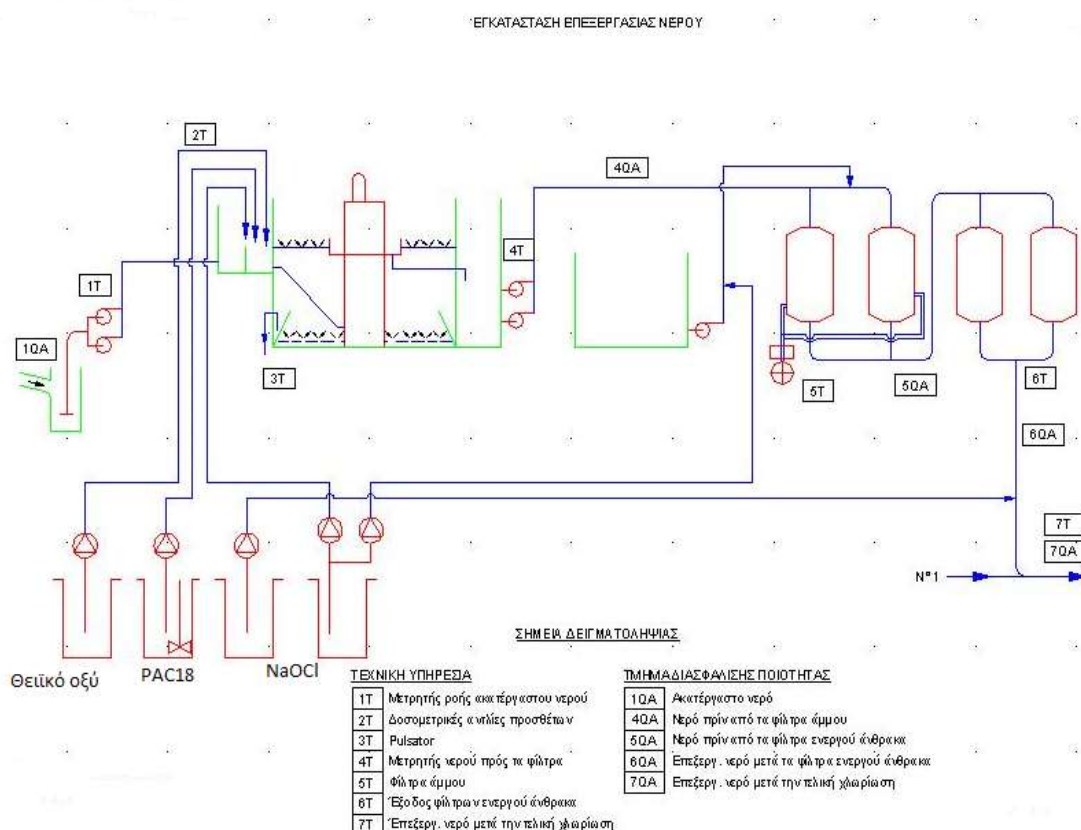 ΕΓΚΑΤΑΣΤΑΣΗ ΕΠΕΞΕΡΓΑΣΙΑΣ ΝΕΡΟΥ
2T
4QA
4T
1T
1QA
3T
5T
5QA
6T
6QA
7T
7QA
N°1
Θειϊκό οξύ
PAC18
NaOCl
ΣΗΜΕΙΑ ΔΕΙΓΜΑΤΟΛΗΨΙΑΣ
ΤΕΧΝΙΚΗ ΥΠΗΡΕΣΙΑ
1T Μετρητής ροής ακατέργαστου νερού
2T Δοσομετρικές αντλίες προσθέτων
3T Pulsator
4T Μετρητής νερού πρός τα φίλτρα
5T Φίλτρα άμμου
6T Έξοδος φίλτρων ενεργού άνθρακα
7T Έπεξεργ. νερό μετά την τελική χλωρίωση
ΤΜΗΜΑ ΔΙΑΣΦΑΛΙΣΗΣ ΠΟΙΟΤΗΤΑΣ
1QA Ακατέργαστο νερό
4QA Νερό πρίν από τα φίλτρα άμμου
5QA Νερό πρίν από τα φίλτρα ενεργού άνθρακα
6QA Επεξεργ. νερό μετά τα φίλτρα ενεργού άνθρακα
7QA Επεξεργ. νερό μετά την τελική χλωρίωση